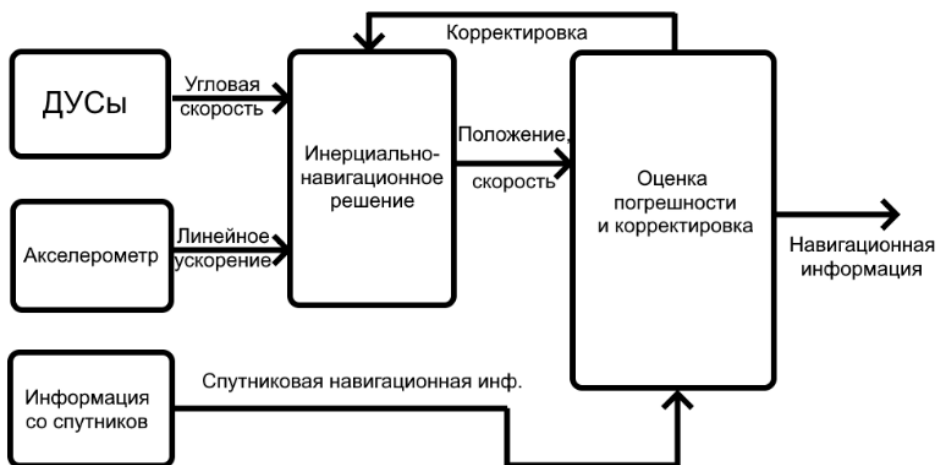 Корректировка
ДУСы
Угловая
скорость
Инерциально-
навигационное
решение
Положение,
скорость
Оценка
погрешности
и корректировка
Навигационная
информация
Акселерометр
Линейное
ускорение
Информация
со спутников
Спутниковая навигационная инф.